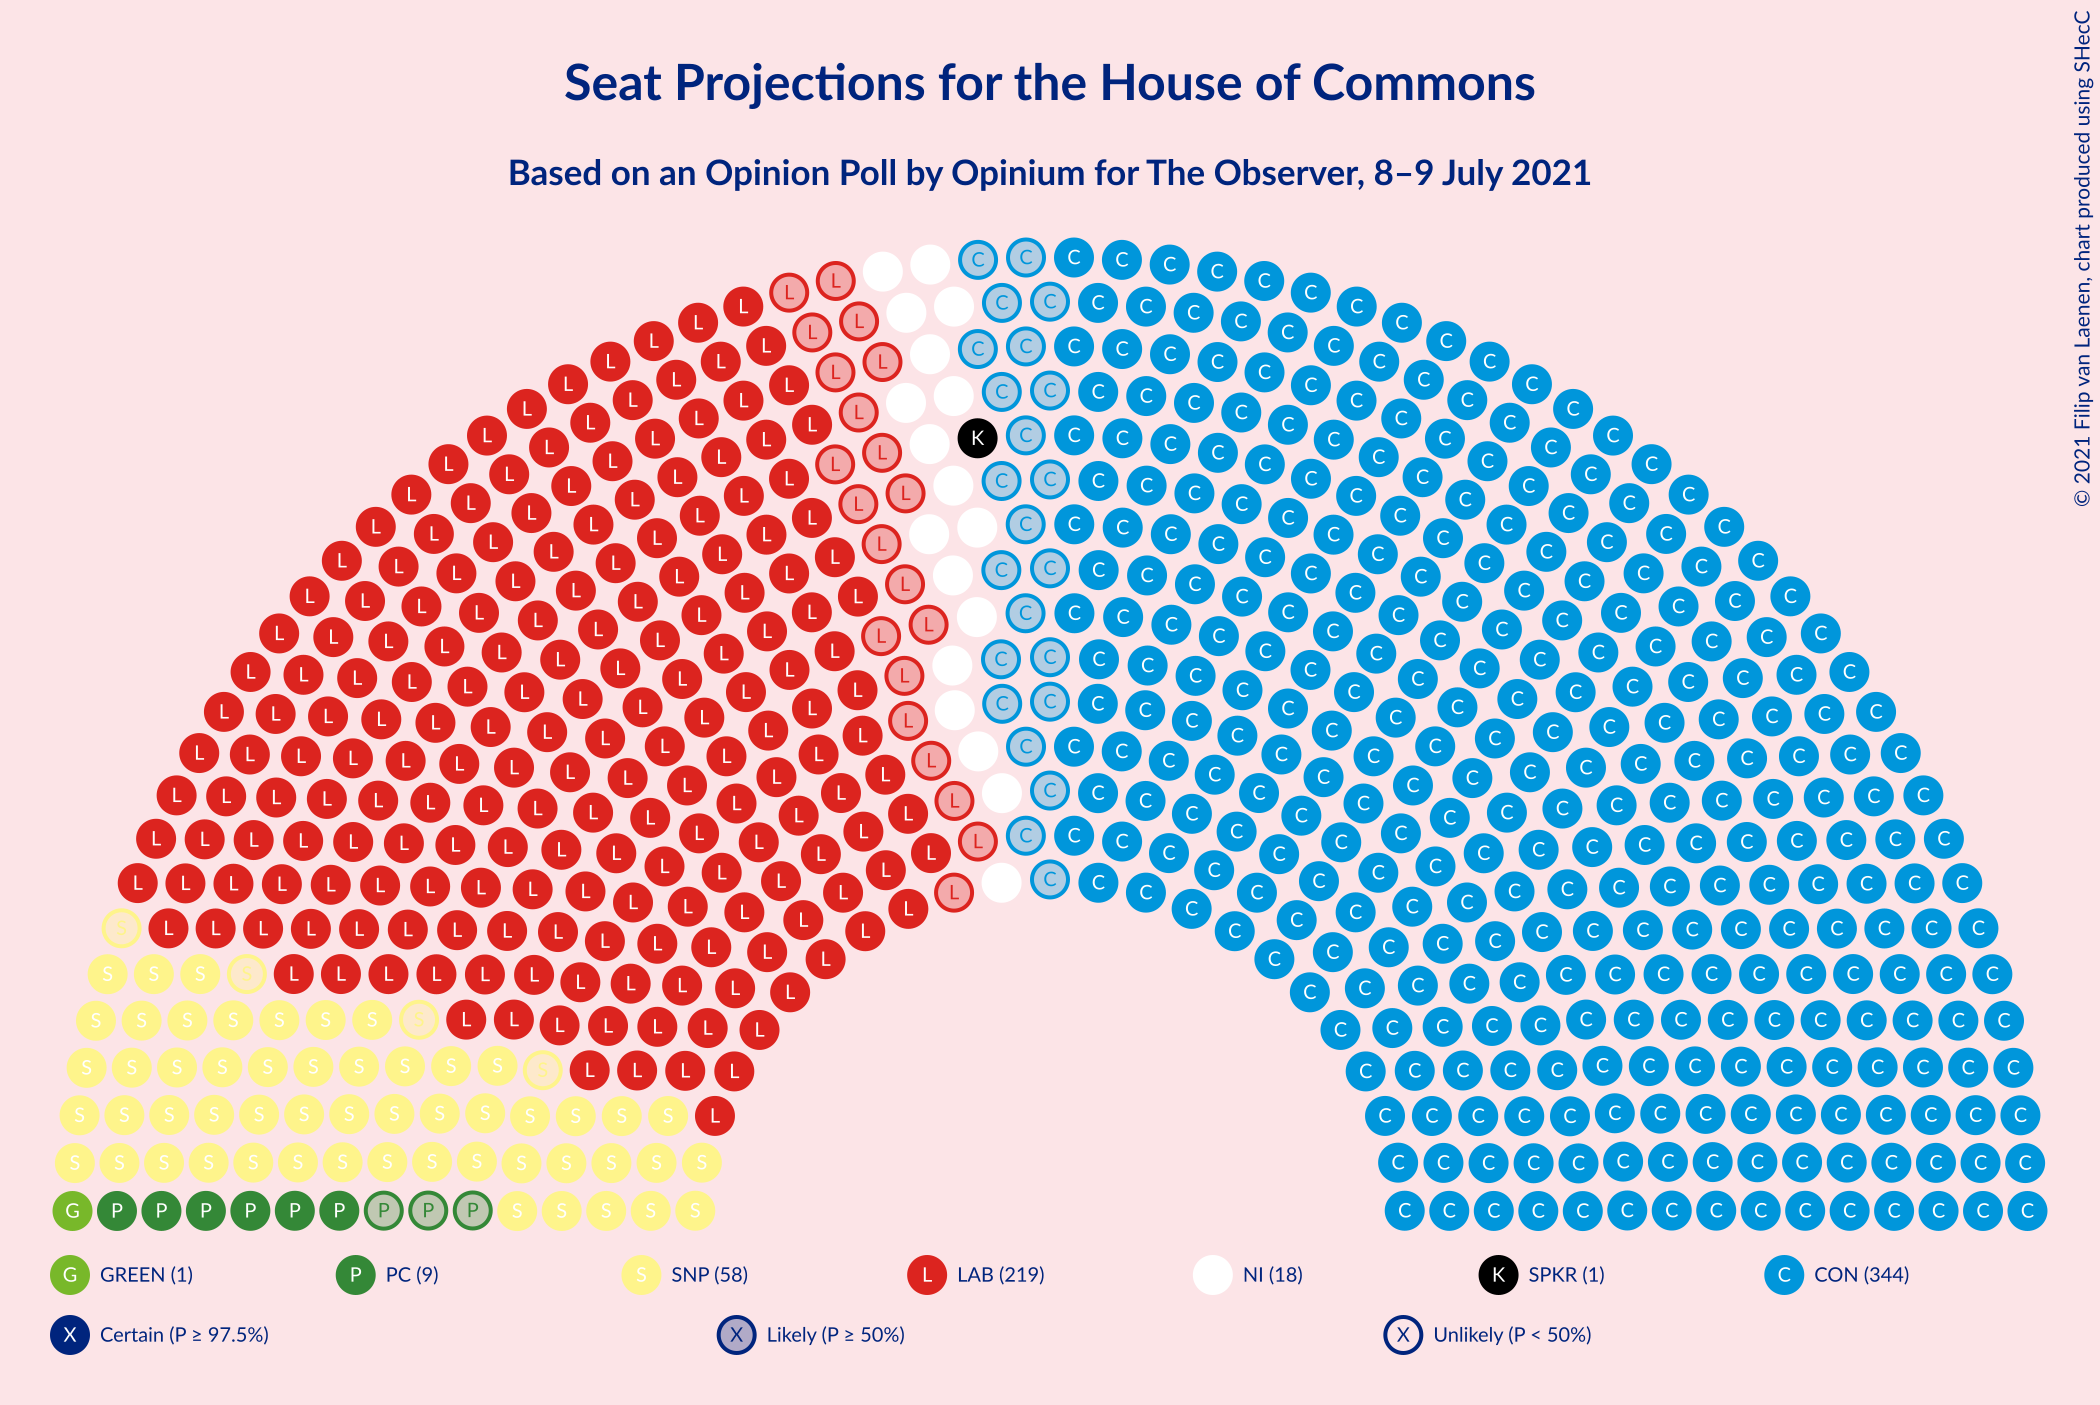 Seat Projections for the House of Commons
Based on an Opinion Poll by Opinium for The Observer, 8–9 July 2021
© 2021 Filip van Laenen, chart produced using SHecC
G GREEN (1)
P PC (9)
S SNP (58)
L LAB (219)
NI (18)
K SPKR (1)
C CON (344)
X Certain (P ≥ 97.5%)
X Likely (P ≥ 50%)
X Unlikely (P < 50%)